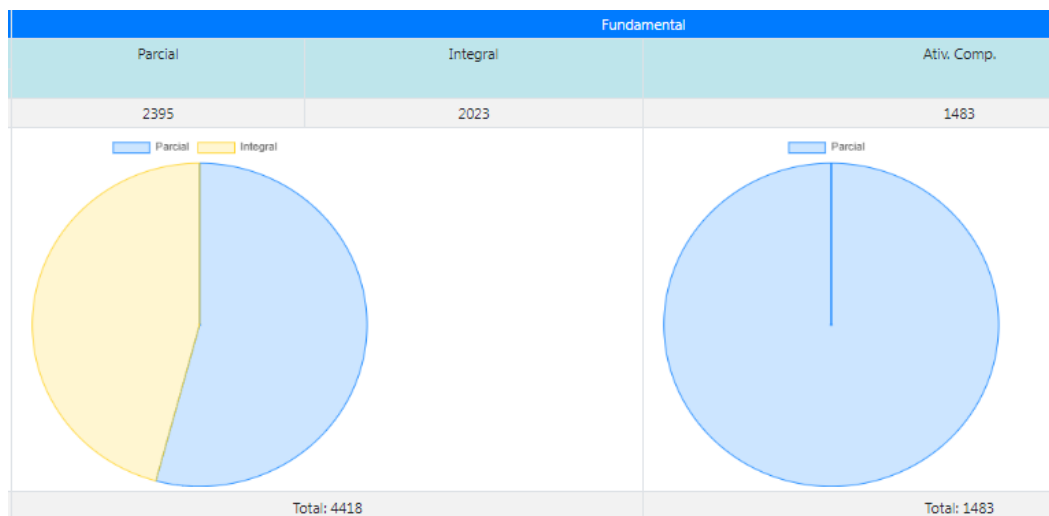 Fundamental
Parcial Integral Ativ. Comp.
2395 2023 1483
Parcial Integral Parcial
Total: 4418 Total: 1483